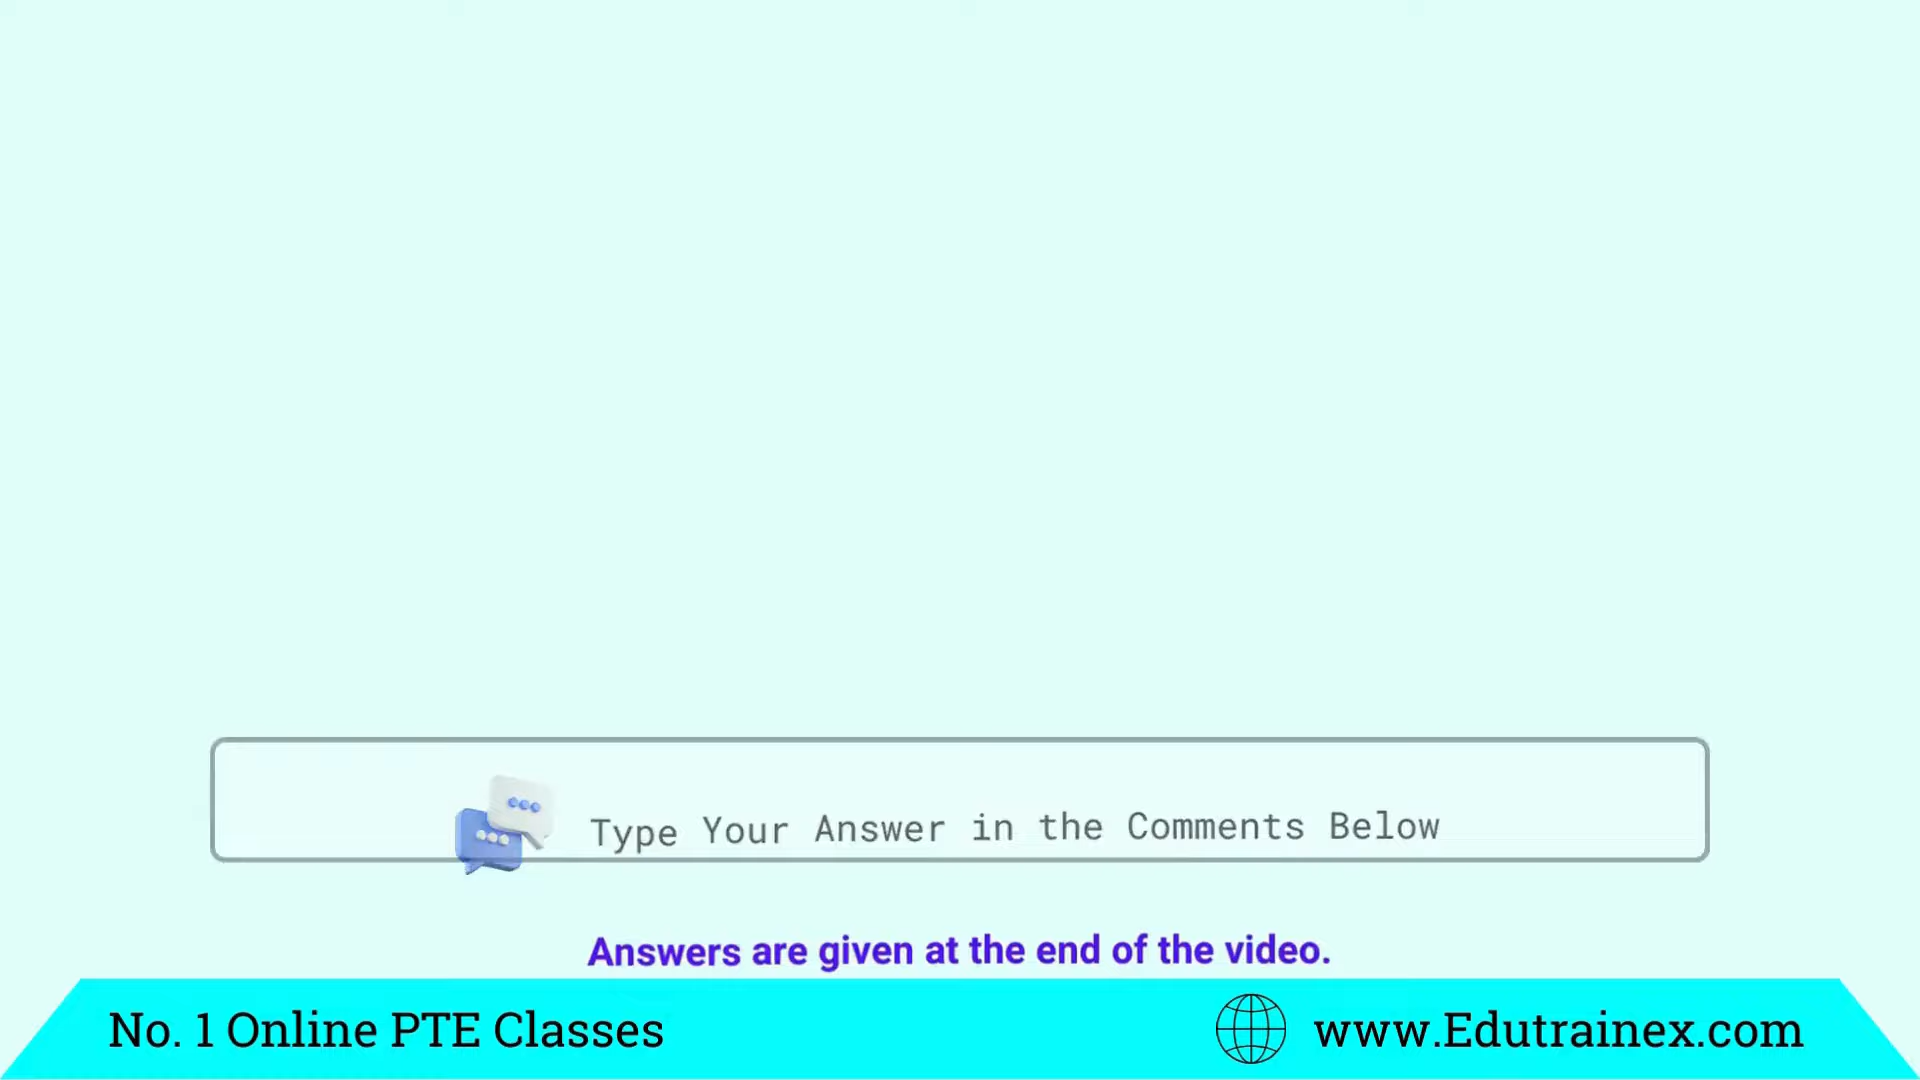 Type Your Answer in the Comments Below
Answers are given at the end of the video.
No. 1 Online PTE Classes
www.Edutrainex.com